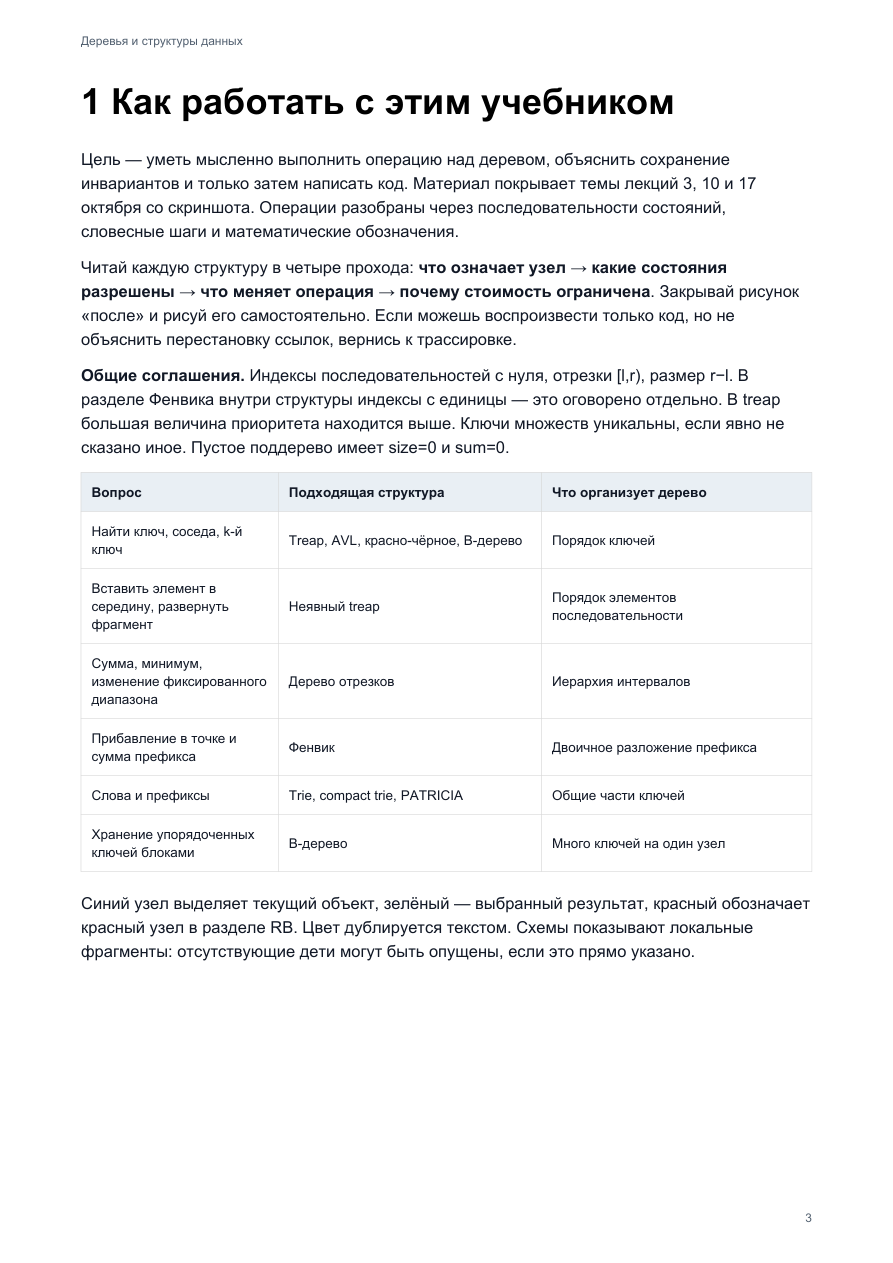 Деревья и структуры данных
1 Как работать с этим учебником
Цель — уметь мысленно выполнить операцию над деревом, объяснить сохранение
инвариантов и только затем написать код. Материал покрывает темы лекций 3, 10 и 17
октября со скриншота. Операции разобраны через последовательности состояний,
словесные шаги и математические обозначения.
Читай каждую структуру в четыре прохода: что означает узел → какие состояния
разрешены → что меняет операция → почему стоимость ограничена. Закрывай рисунок
«после» и рисуй его самостоятельно. Если можешь воспроизвести только код, но не
объяснить перестановку ссылок, вернись к трассировке.
Общие соглашения. Индексы последовательностей с нуля, отрезки [l,r), размер r−l. В
разделе Фенвика внутри структуры индексы с единицы — это оговорено отдельно. В treap
большая величина приоритета находится выше. Ключи множеств уникальны, если явно не
сказано иное. Пустое поддерево имеет size=0 и sum=0.
Вопрос Подходящая структура Что организует дерево
Найти ключ, соседа, k-й
ключ
Treap, AVL, красно-чёрное, B-дерево
Порядок ключей
Вставить элемент в
середину, развернуть
фрагмент
Неявный treap
Порядок элементов
последовательности
Сумма, минимум,
изменение фиксированного
диапазона
Дерево отрезков
Иерархия интервалов
Прибавление в точке и
сумма префикса
Фенвик
Двоичное разложение префикса
Слова и префиксы
Trie, compact trie, PATRICIA
Общие части ключей
Хранение упорядоченных
ключей блоками
B-дерево
Много ключей на один узел
Синий узел выделяет текущий объект, зелёный — выбранный результат, красный обозначает
красный узел в разделе RB. Цвет дублируется текстом. Схемы показывают локальные
фрагменты: отсутствующие дети могут быть опущены, если это прямо указано.
3